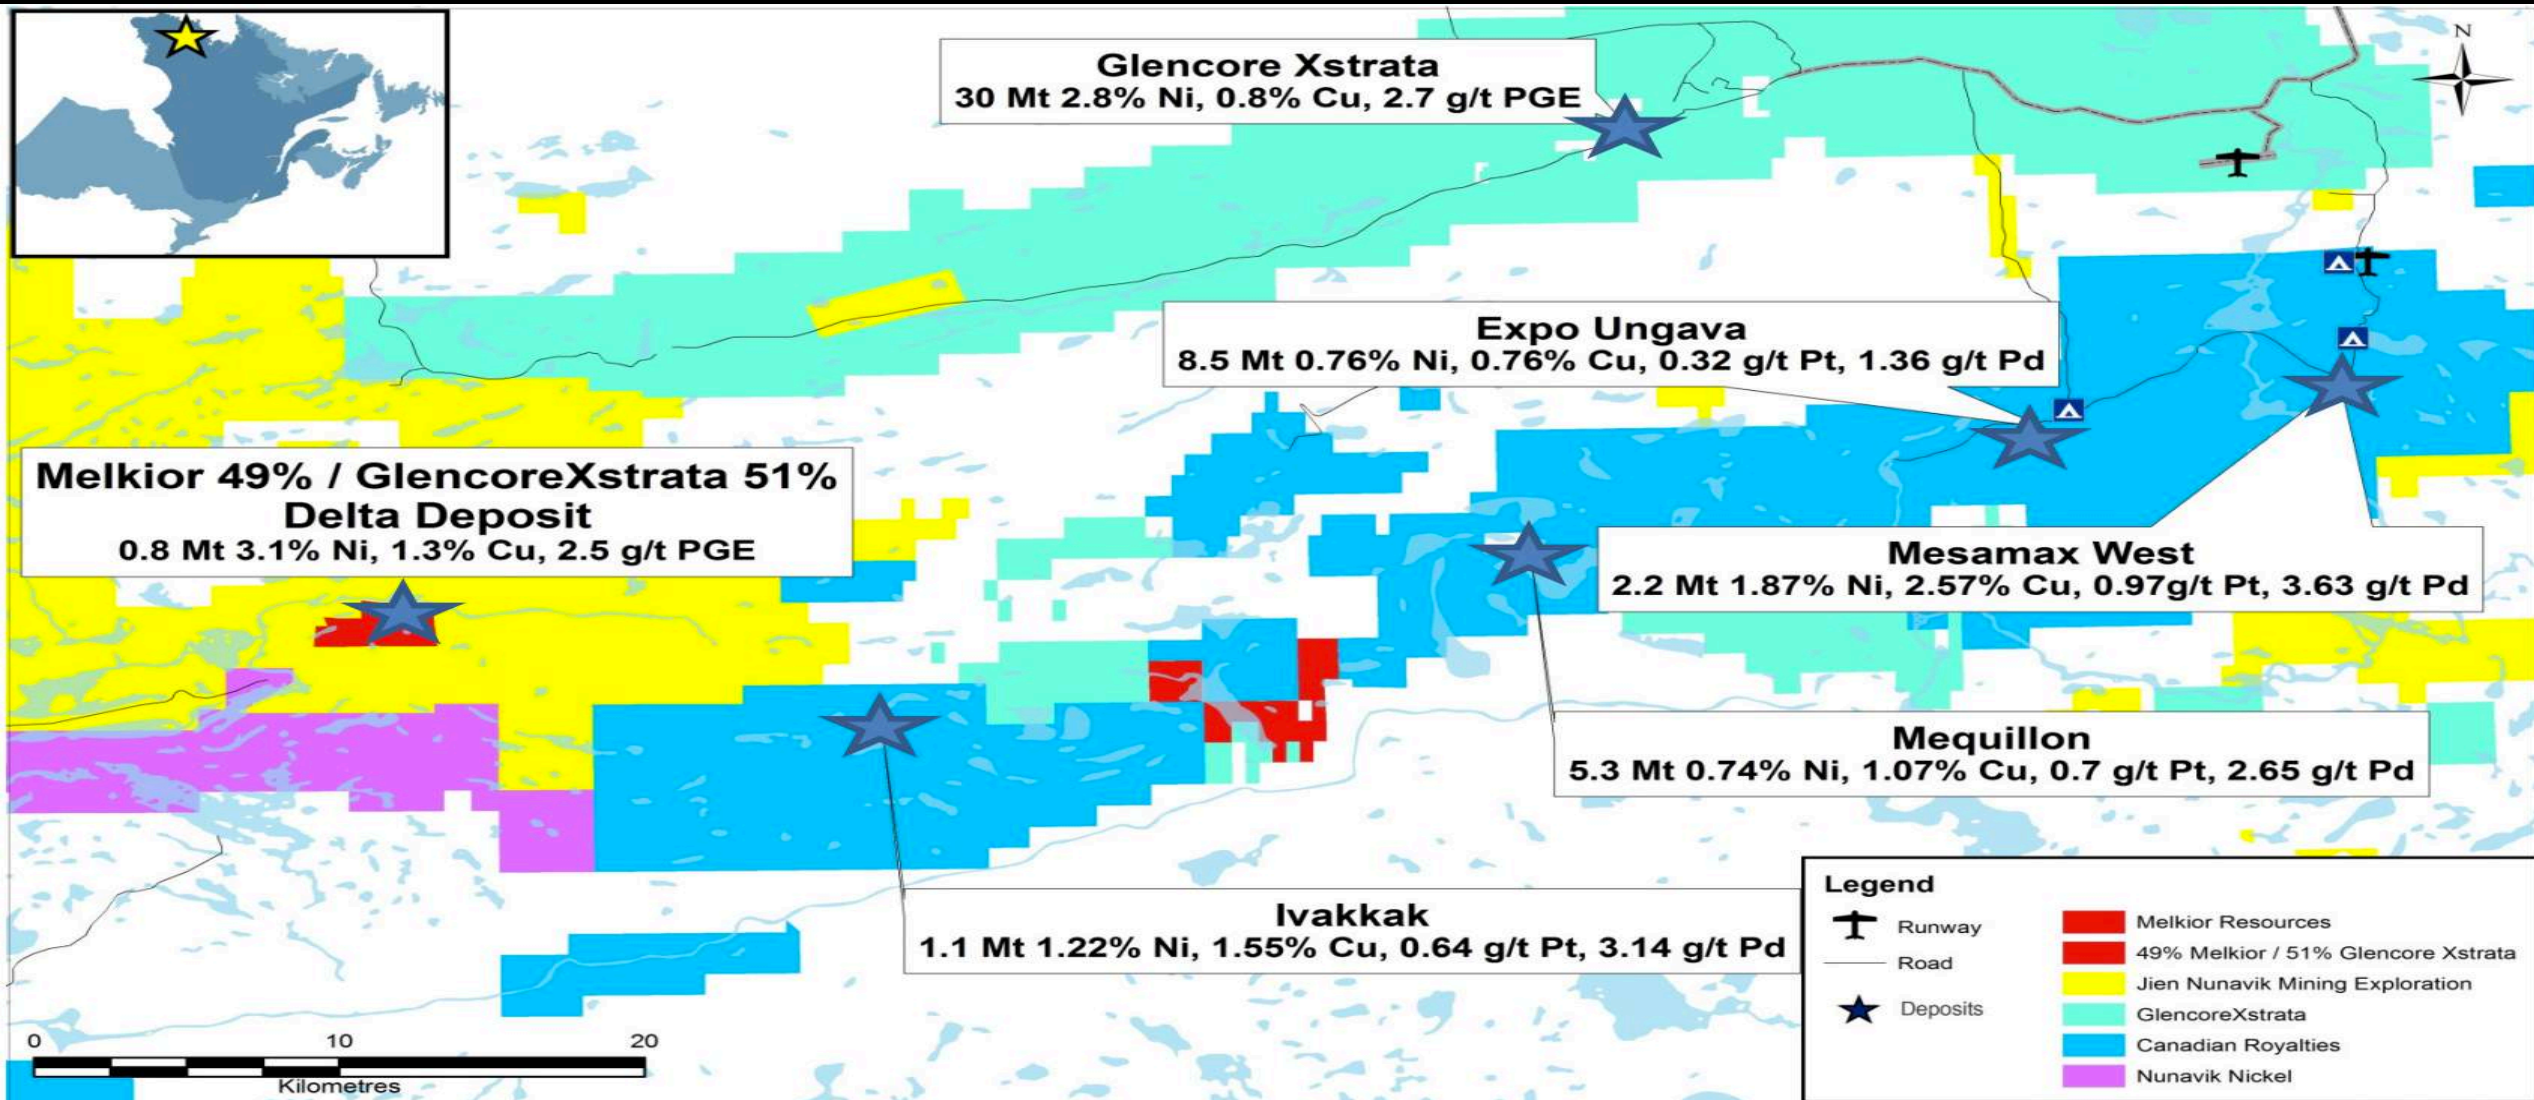 N
Glencore Xstrata
30 Mt 2.8% Ni, 0.8% Cu, 2.7 g/t PGE
Expo Ungava
8.5 Mt 0.76% Ni, 0.76% Cu, 0.32 g/t Pt, 1.36 g/t Pd
Melkior 49% / GlencoreXstrata 51%
Delta Deposit
0.8 Mt 3.1% Ni, 1.3% Cu, 2.5 g/t PGE
Mesamax West
2.2 Mt 1.87% Ni, 2.57% Cu, 0.97g/t Pt, 3.63 g/t Pd
Mequillon
5.3 Mt 0.74% Ni, 1.07% Cu, 0.7 g/t Pt, 2.65 g/t Pd
Ivakkak
1.1 Mt 1.22% Ni, 1.55% Cu, 0.64 g/t Pt, 3.14 g/t Pd
0 10 20
Kilometres
Legend
Runway
Road
Deposits
Melkior Resources
49% Melkior / 51% Glencore Xstrata
Jien Nunavik Mining Exploration
GlencoreXstrata
Canadian Royalties
Nunavik Nickel